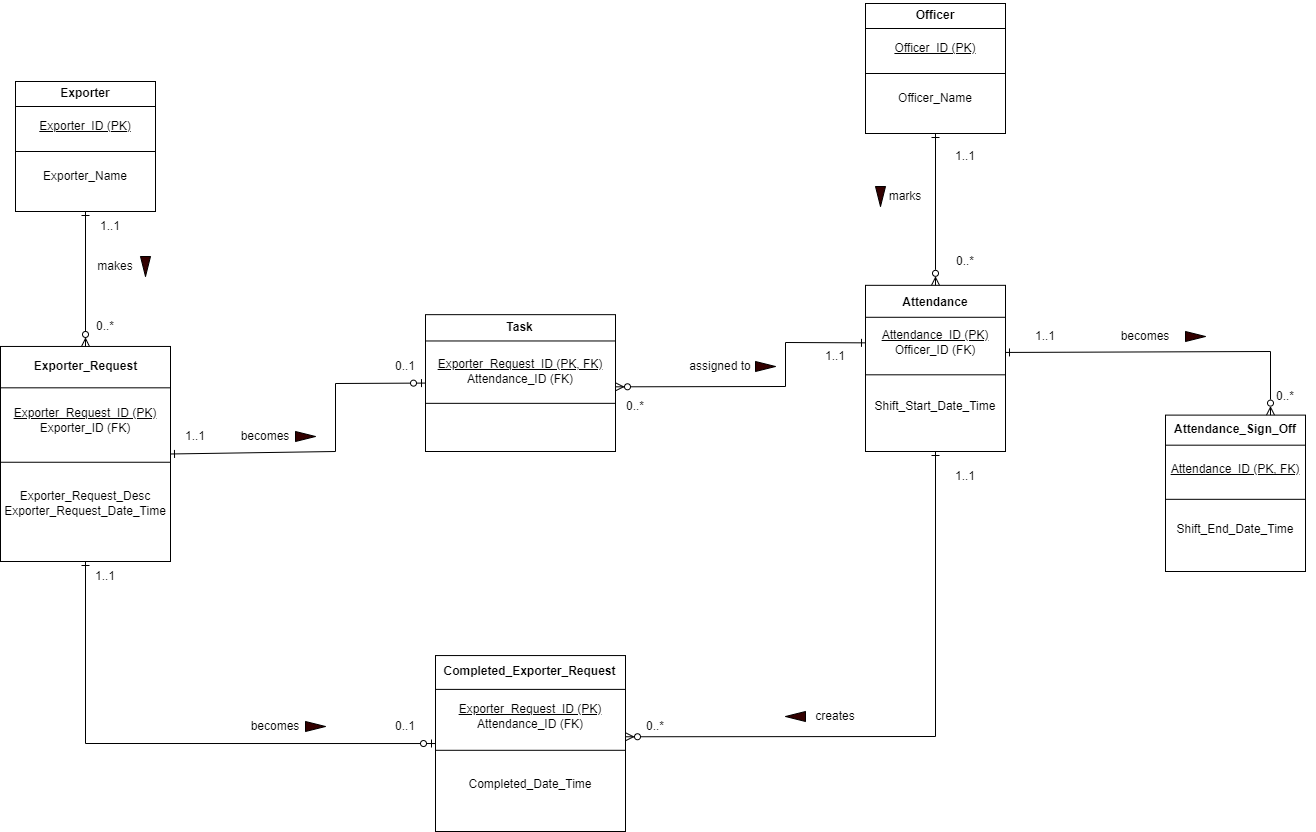 Officer
Officer_ID (PK)
Officer_Name
1..1
marks
0..*
Exporter
Exporter_ID (PK)
Exporter_Name
1..1
makes
0..*
Exporter_Request
Exporter_Request_ID (PK)
Exporter_ID (FK)
Exporter_Request_Desc
Exporter_Request_Date_Time
1..1
becomes
0..1
Task
Exporter_Request_ID (PK, FK)
Attendance_ID (FK)
0..*
assigned to
1..1
Attendance
Attendance_ID (PK)
Officer_ID (FK)
Shift_Start_Date_Time
1..1
becomes
0..*
Attendance_Sign_Off
Attendance_ID (PK, FK)
Shift_End_Date_Time
1..1
1..1
becomes
0..1
Completed_Exporter_Request
Exporter_Request_ID (PK)
Attendance_ID (FK)
Completed_Date_Time
0..*
creates